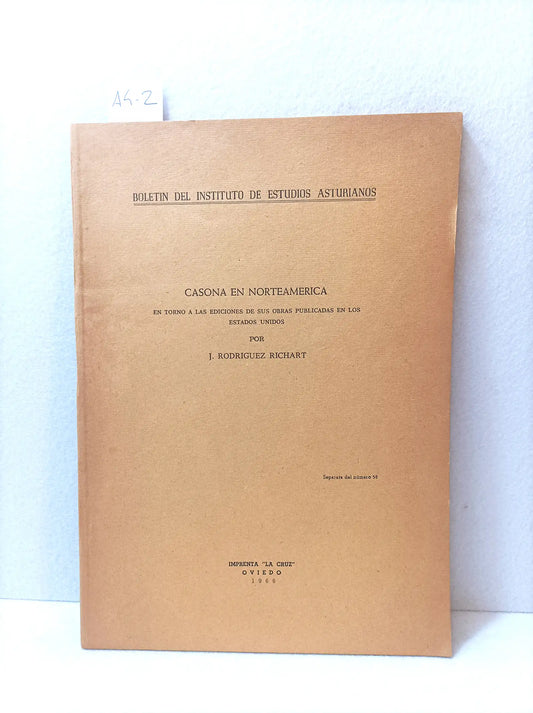 A4-2
BOLETIN DEL INSTITUTO DE ESTUDIOS ASTURIANOS
CASONA EN NORTEAMERICA
EN TORNO A LAS EDICIONES DE SUS OBRAS PUBLICADAS EN LOS
ESTADOS UNIDOS
POR
J. RODRIGUEZ RICHART
Separata del número 58
IMPRENTA "LA CRUZ"
OVIEDO
1966